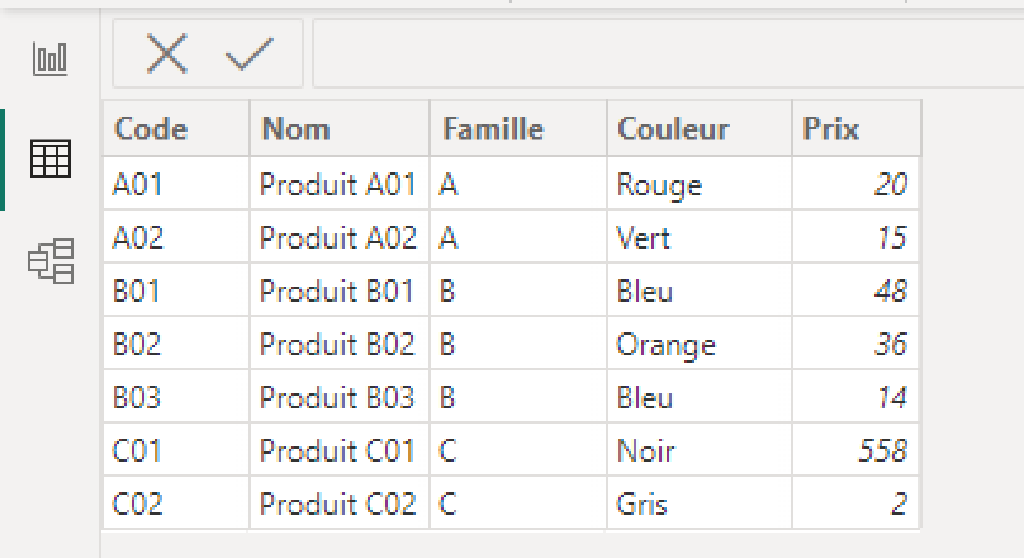 Code Nom Famille Couleur Prix
A01 Produit A01 A Rouge 20
A02 Produit A02 A Vert 15
B01 Produit B01 B Bleu 48
B02 Produit B02 B Orange 36
B03 Produit B03 B Bleu 14
C01 Produit C01 C Noir 558
C02 Produit C02 C Gris 2